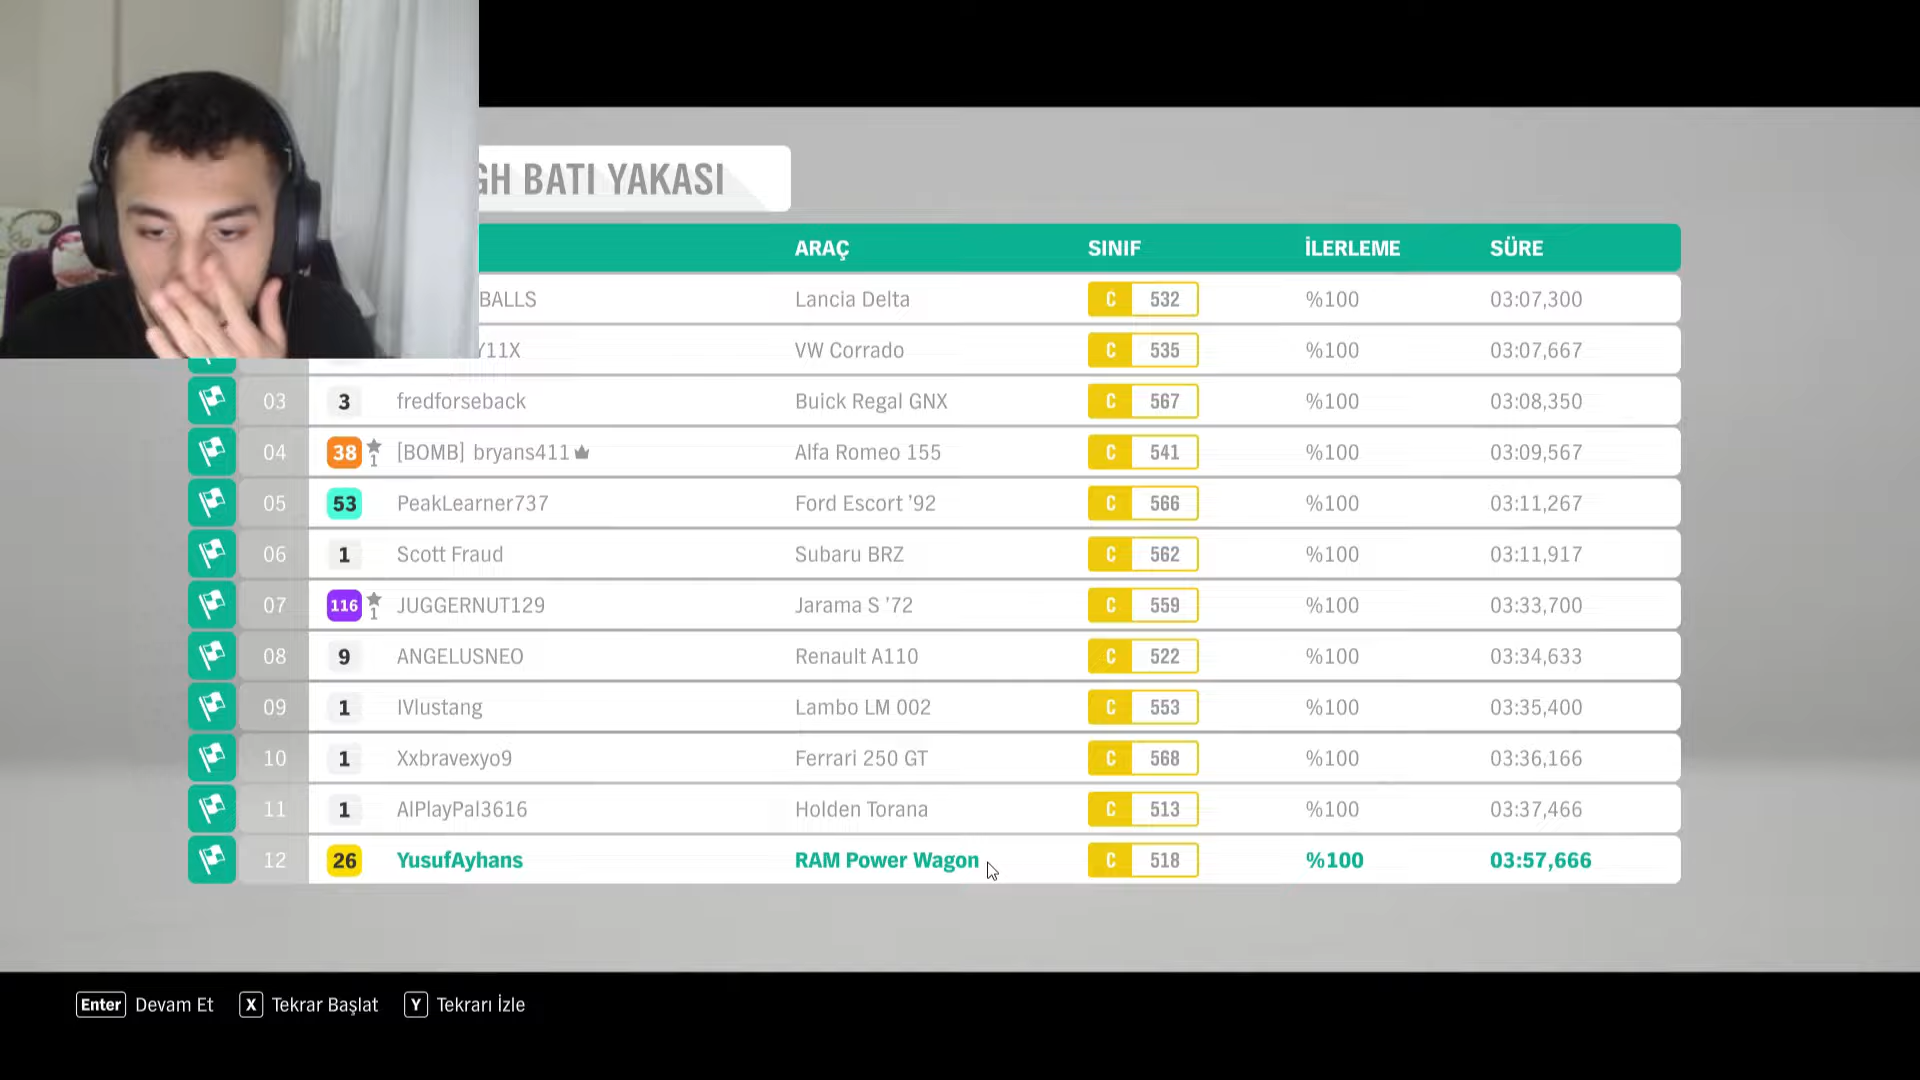 GH BATI YAKASI
ARAÇ SINIF İLERLEME SÜRE
BALLS Lancia Delta C 532 %100 03:07,300
Y11X VW Corrado C 535 %100 03:07,667
03 3 fredforseback Buick Regal GNX C 567 %100 03:08,350
04 38 1 [BOMB] bryans411 Alfa Romeo 155 C 541 %100 03:09,567
05 53 PeakLearner737 Ford Escort '92 C 566 %100 03:11,267
06 1 Scott Fraud Subaru BRZ C 562 %100 03:11,917
07 116 1 JUGGERNUT129 Jarama S '72 C 559 %100 03:33,700
08 9 ANGELUSNEO Renault A110 C 522 %100 03:34,633
09 1 IVlustang Lambo LM 002 C 553 %100 03:35,400
10 1 Xxbravexyo9 Ferrari 250 GT C 568 %100 03:36,166
11 1 AlPlayPal3616 Holden Torana C 513 %100 03:37,466
12 26 YusufAyhans RAM Power Wagon C 518 %100 03:57,666
Enter Devam Et X Tekrar Başlat Y Tekrarı İzle